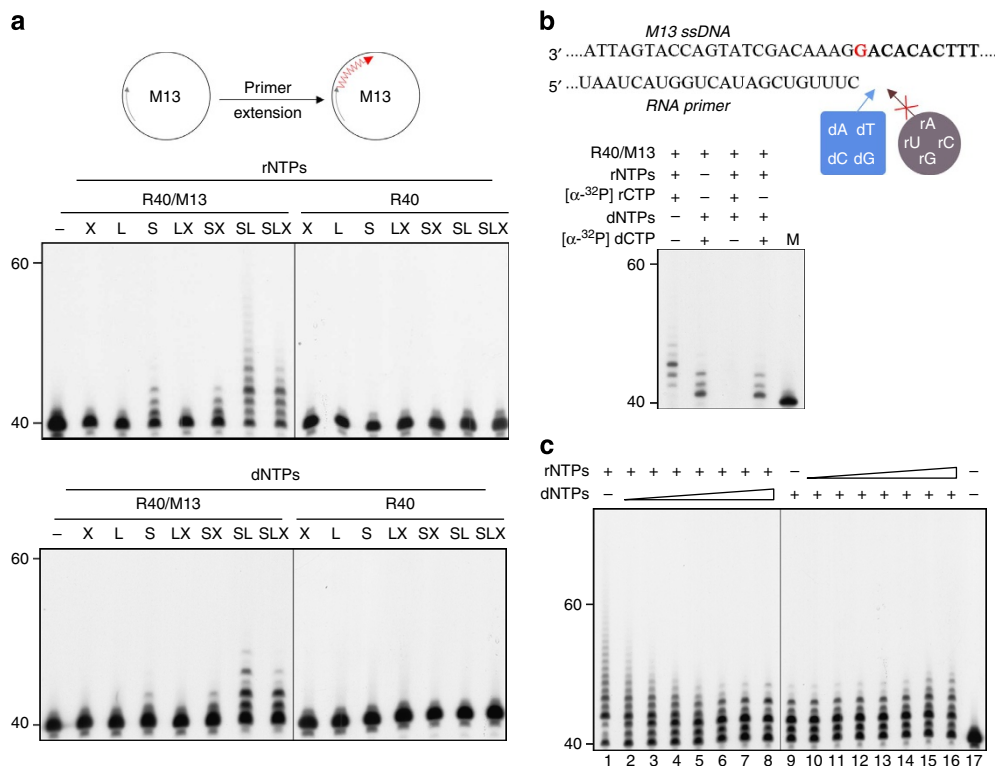 a
M13
Primer
extension
M13
rNTPs
R40/M13 R40
– X L S LX SX SL SLX X L S LX SX SL SLX
60
40
dNTPs
R40/M13 R40
– X L S LX SX SL SLX X L S LX SX SL SLX
60
40
b
M13 ssDNA
3′ ....ATTAGTACCAGTATCGACAAAGGACACACTTT....
5′ ...UAAUCAUGGUCAUAGCUGUUUC
RNA primer
dA dT
dC dG
rA
rU rC
rG
R40/M13 + + + +
rNTPs + – + +
[α-³²P] rCTP + – + –
dNTPs – + + +
[α-³²P] dCTP – + – + M
60
40
c
rNTPs + + + + + + + + – –
dNTPs – + + + + + + + + –
60
40
1 2 3 4 5 6 7 8 9 10 11 12 13 14 15 16 17